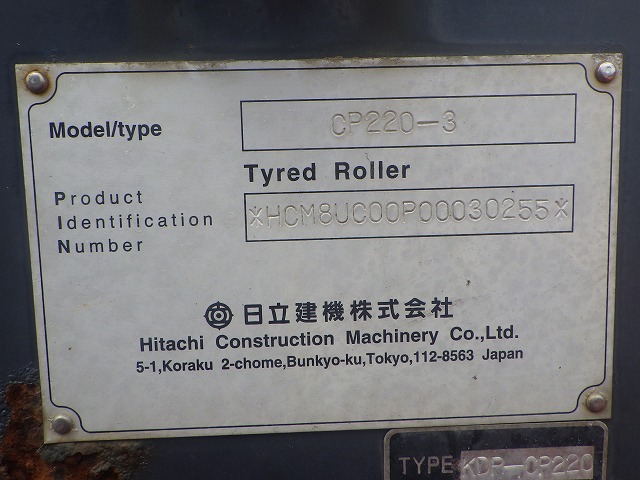 Model/type CP220-3
Tyred Roller
Product
Identification *HCM8UC00P00030255*
Number
日立建機株式会社
Hitachi Construction Machinery Co.,Ltd.
5-1,Koraku 2-chome,Bunkyo-ku,Tokyo,112-8563 Japan
TYPE KDP-CP220